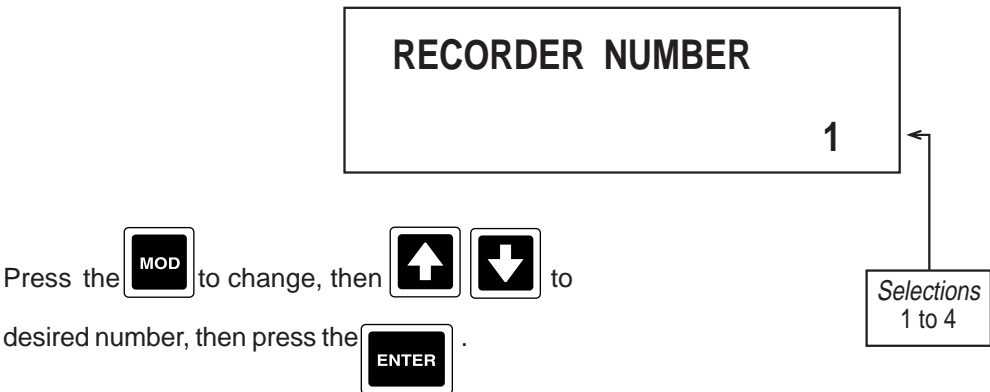 RECORDER NUMBER
1
Press the MOD to change, then to
desired number, then press the ENTER .
Selections
1 to 4